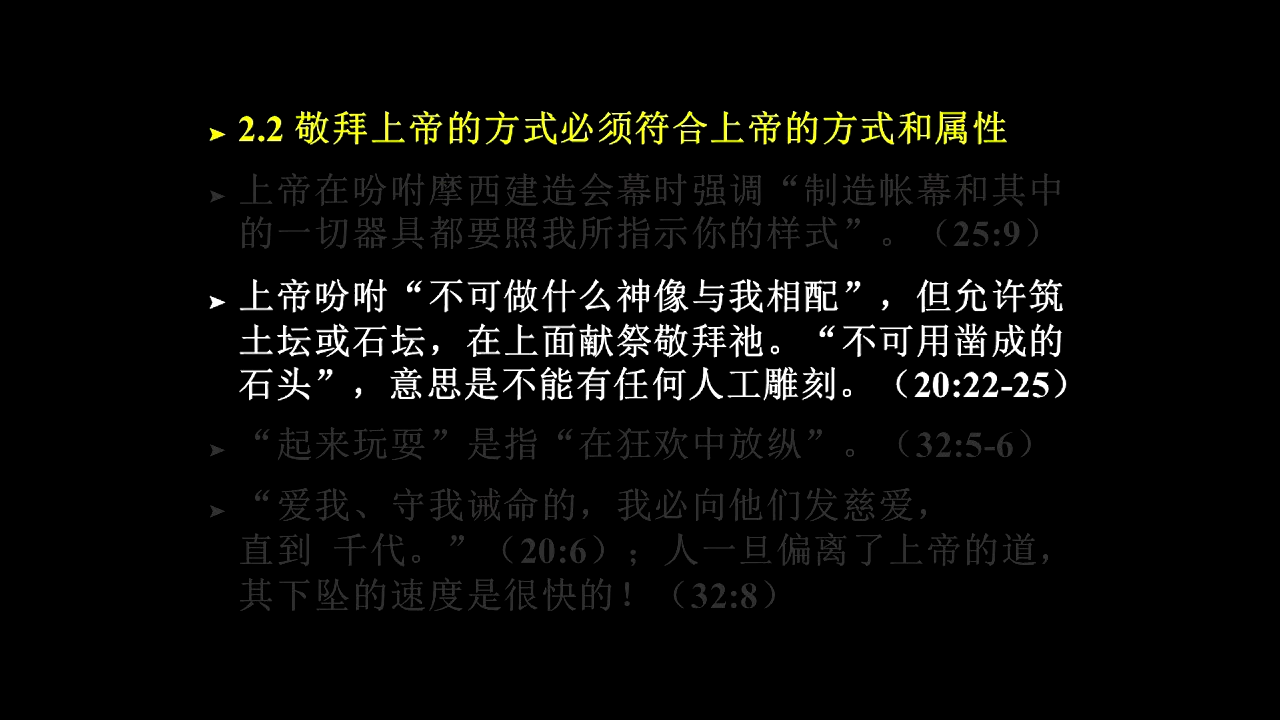 ➢ 2.2 敬拜上帝的方式必须符合上帝的方式和属性
➢ 上帝在吩咐摩西建造会幕时强调“制造帐幕和其中
的一切器具都要照我所指示你的样式”。（25:9）
➢ 上帝吩咐“不可做什么神像与我相配”，但允许筑
土坛或石坛，在上面献祭敬拜祂。“不可用凿成的
石头”，意思是不能有任何人工雕刻。（20:22-25）
➢ “起来玩耍”是指“在狂欢中放纵”。（32:5-6）
➢ “爱我、守我诫命的，我必向他们发慈爱，
直到 千代。”（20:6）；人一旦偏离了上帝的道，
其下坠的速度是很快的！（32:8）